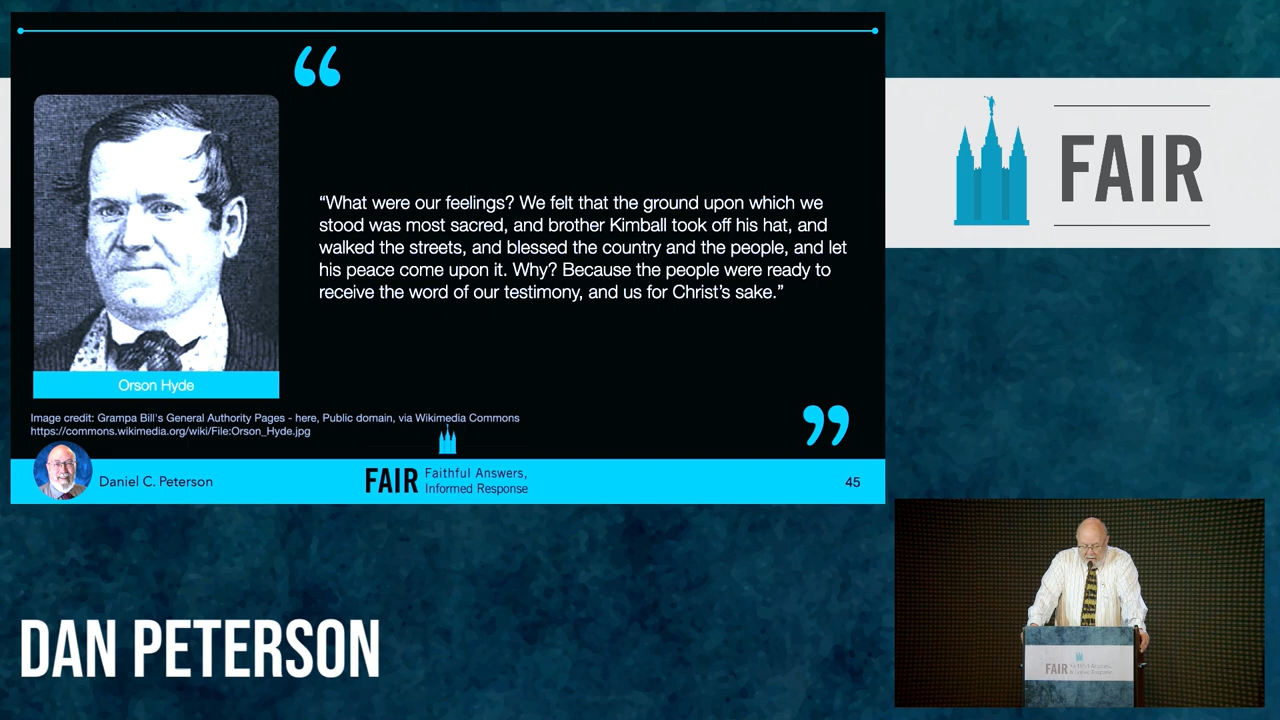 “What were our feelings? We felt that the ground upon which we
stood was most sacred, and brother Kimball took off his hat, and
walked the streets, and blessed the country and the people, and let
his peace come upon it. Why? Because the people were ready to
receive the word of our testimony, and us for Christ’s sake.”
Orson Hyde
Image credit: Grampa Bill's General Authority Pages - here, Public domain, via Wikimedia Commons
https://commons.wikimedia.org/wiki/File:Orson_Hyde.jpg
Daniel C. Peterson
FAIR
Faithful Answers,
Informed Response
45
FAIR
DAN PETERSON
FAIR
Faithful Answers,
Informed Response